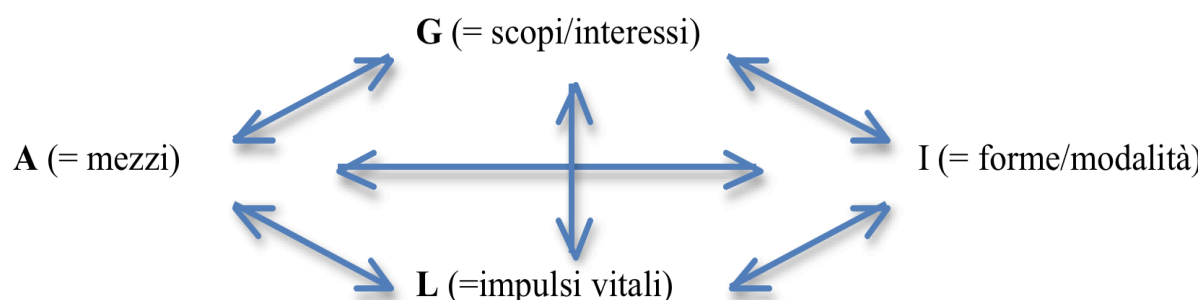 G (= scopi/interessi)
A (= mezzi)
I (= forme/modalità)
L (=impulsi vitali)